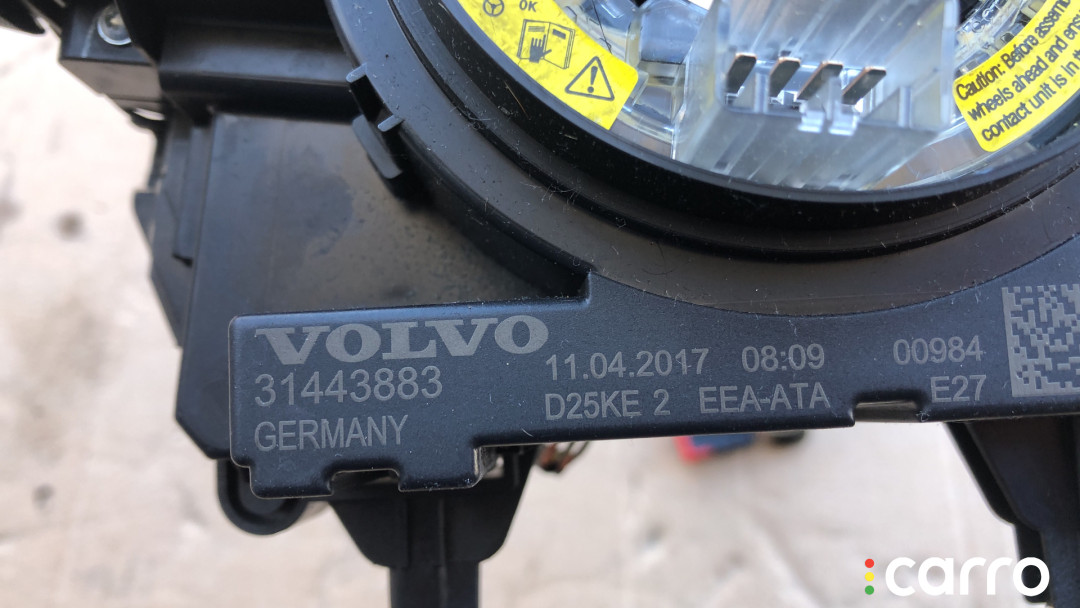 OK
Caution: Before assem
wheels ahead and ens
contact unit is in
VOLVO
31443883
GERMANY
11.04.2017 08:09 00984
D25KE 2 EEA-ATA E27
carro